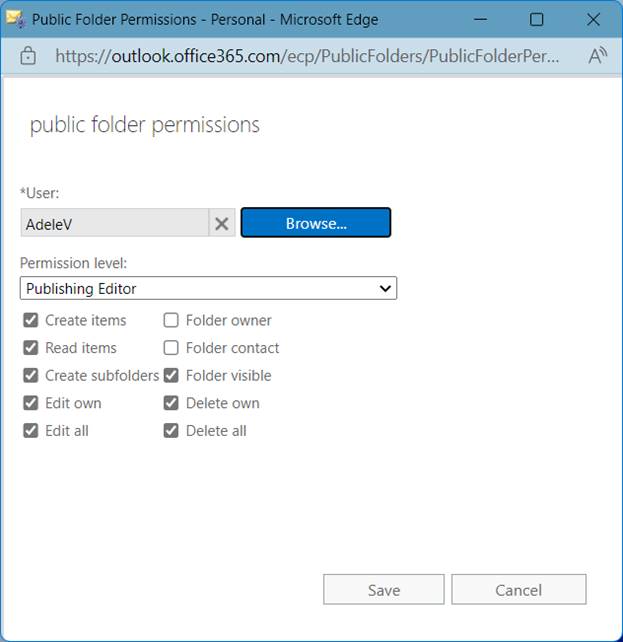 Public Folder Permissions - Personal - Microsoft Edge
https://outlook.office365.com/ecp/PublicFolders/PublicFolderPer...
public folder permissions
*User:
AdeleV
Browse...
Permission level:
Publishing Editor
Create items Folder owner
Read items Folder contact
Create subfolders Folder visible
Edit own Delete own
Edit all Delete all
Save Cancel